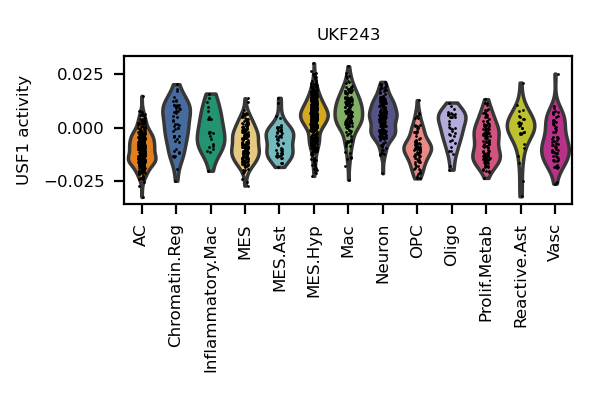 UKF243
USF1 activity
0.025
0.000
−0.025
AC
Chromatin.Reg
Inflammatory.Mac
MES
MES.Ast
MES.Hyp
Mac
Neuron
OPC
Oligo
Prolif.Metab
Reactive.Ast
Vasc